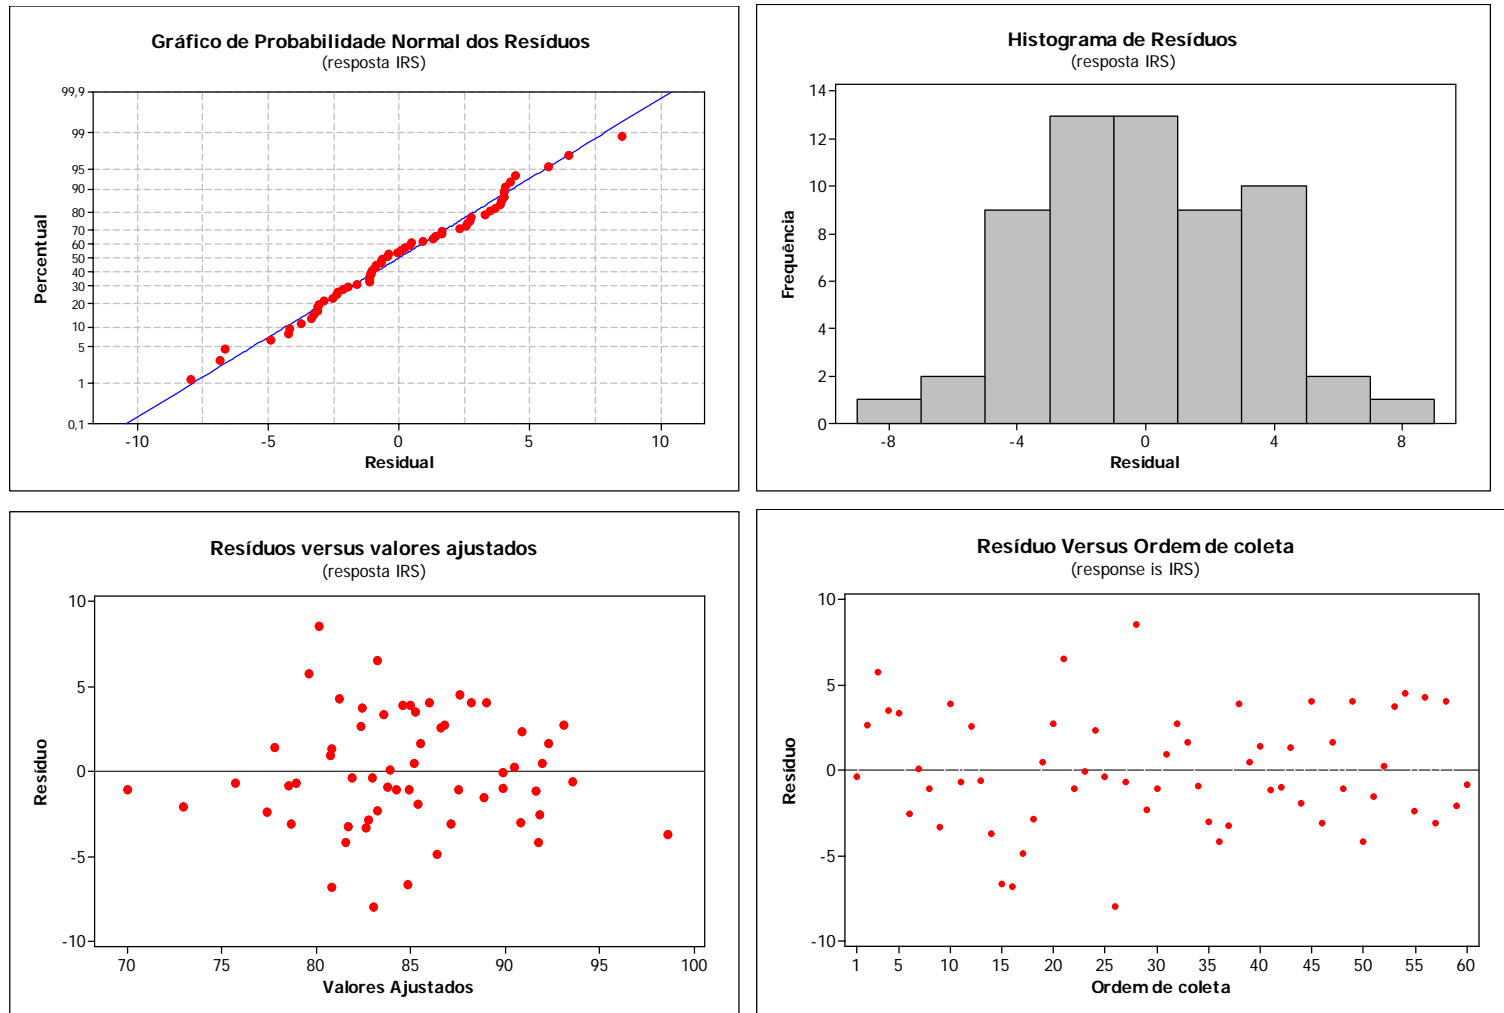 Gráfico de Probabilidade Normal dos Resíduos
(resposta IRS)
Percentual
99,9
99
95
90
80
70
60
50
40
30
20
10
5
1
0,1
-10 -5 0 5 10
Residual
Histograma de Resíduos
(resposta IRS)
Frequência
14
12
10
8
6
4
2
0
-8 -4 0 4 8
Residual
Resíduos versus valores ajustados
(resposta IRS)
Resíduo
10
5
0
-5
-10
70 75 80 85 90 95 100
Valores Ajustados
Resíduo Versus Ordem de coleta
(response is IRS)
Resíduo
10
5
0
-5
-10
1 5 10 15 20 25 30 35 40 45 50 55 60
Ordem de coleta